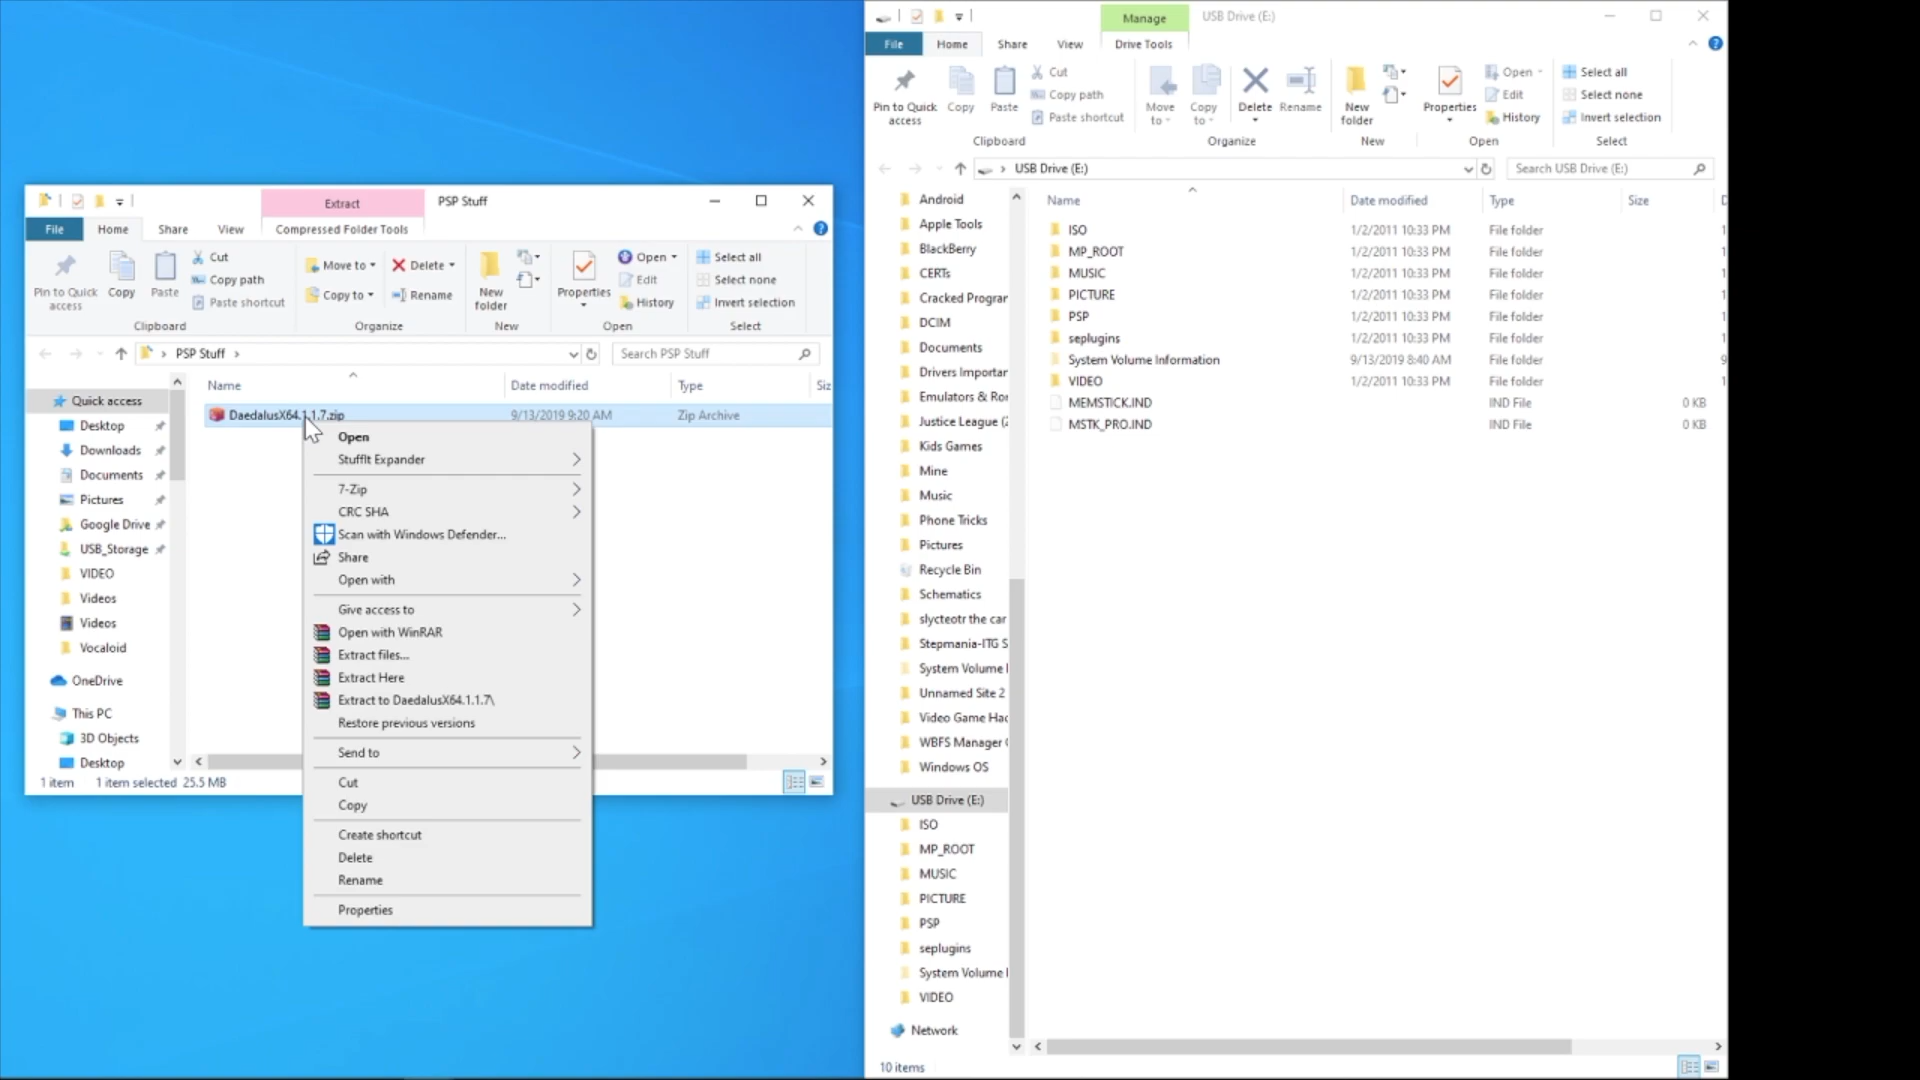 Extract
PSP Stuff
File
Home
Share
View
Compressed Folder Tools
Pin to Quick access
Copy
Paste
Cut
Copy path
Paste shortcut
Clipboard
Move to
Copy to
Delete
Rename
Organize
New folder
New
Properties
Open
Edit
History
Open
Select all
Select none
Invert selection
Select
PSP Stuff
Search PSP Stuff
Name
Date modified
Type
Siz
Quick access
Desktop
Downloads
Documents
Pictures
Google Drive
USB_Storage
VIDEO
Videos
Videos
Vocaloid
OneDrive
This PC
3D Objects
Desktop
DaedalusX64.1.1.7.zip
9/13/2019 9:20 AM
Zip Archive
1 item
1 item selected 25.5 MB
Open
StuffIt Expander
7-Zip
CRC SHA
Scan with Windows Defender...
Share
Open with
Give access to
Open with WinRAR
Extract files...
Extract Here
Extract to DaedalusX64.1.1.7\
Restore previous versions
Send to
Cut
Copy
Create shortcut
Delete
Rename
Properties
Manage
USB Drive (E:)
File
Home
Share
View
Drive Tools
Pin to Quick access
Copy
Paste
Cut
Copy path
Paste shortcut
Clipboard
Move to
Copy to
Delete
Rename
Organize
New folder
New
Properties
Open
Edit
History
Open
Select all
Select none
Invert selection
Select
USB Drive (E:)
Search USB Drive (E:)
Android
Apple Tools
BlackBerry
CERTs
Cracked Progran
DCIM
Documents
Drivers Importan
Emulators & Ror
Justice League (2
Kids Games
Mine
Music
Phone Tricks
Pictures
Recycle Bin
Schematics
slycteotr the car
Stepmania-ITG S
System Volume I
Unnamed Site 2
Video Game Hac
WBFS Manager
Windows OS
USB Drive (E:)
ISO
MP_ROOT
MUSIC
PICTURE
PSP
seplugins
System Volume I
VIDEO
Network
Name Date modified Type Size
ISO 1/2/2011 10:33 PM File folder
MP_ROOT 1/2/2011 10:33 PM File folder
MUSIC 1/2/2011 10:33 PM File folder
PICTURE 1/2/2011 10:33 PM File folder
PSP 1/2/2011 10:33 PM File folder
seplugins 1/2/2011 10:33 PM File folder
System Volume Information 9/13/2019 8:40 AM File folder
VIDEO 1/2/2011 10:33 PM File folder
MEMSTICK.IND IND File 0 KB
MSTK_PRO.IND IND File 0 KB
10 items